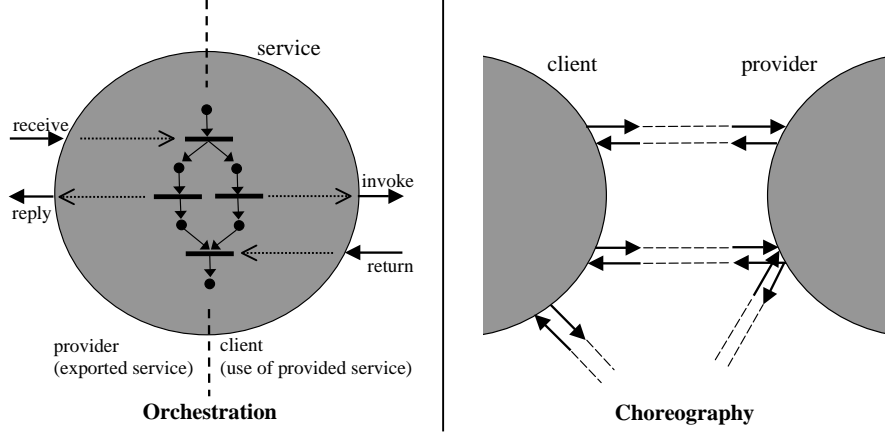 service
receive
reply
invoke
return
provider
(exported service)
client
(use of provided service)
Orchestration
client
provider
Choreography